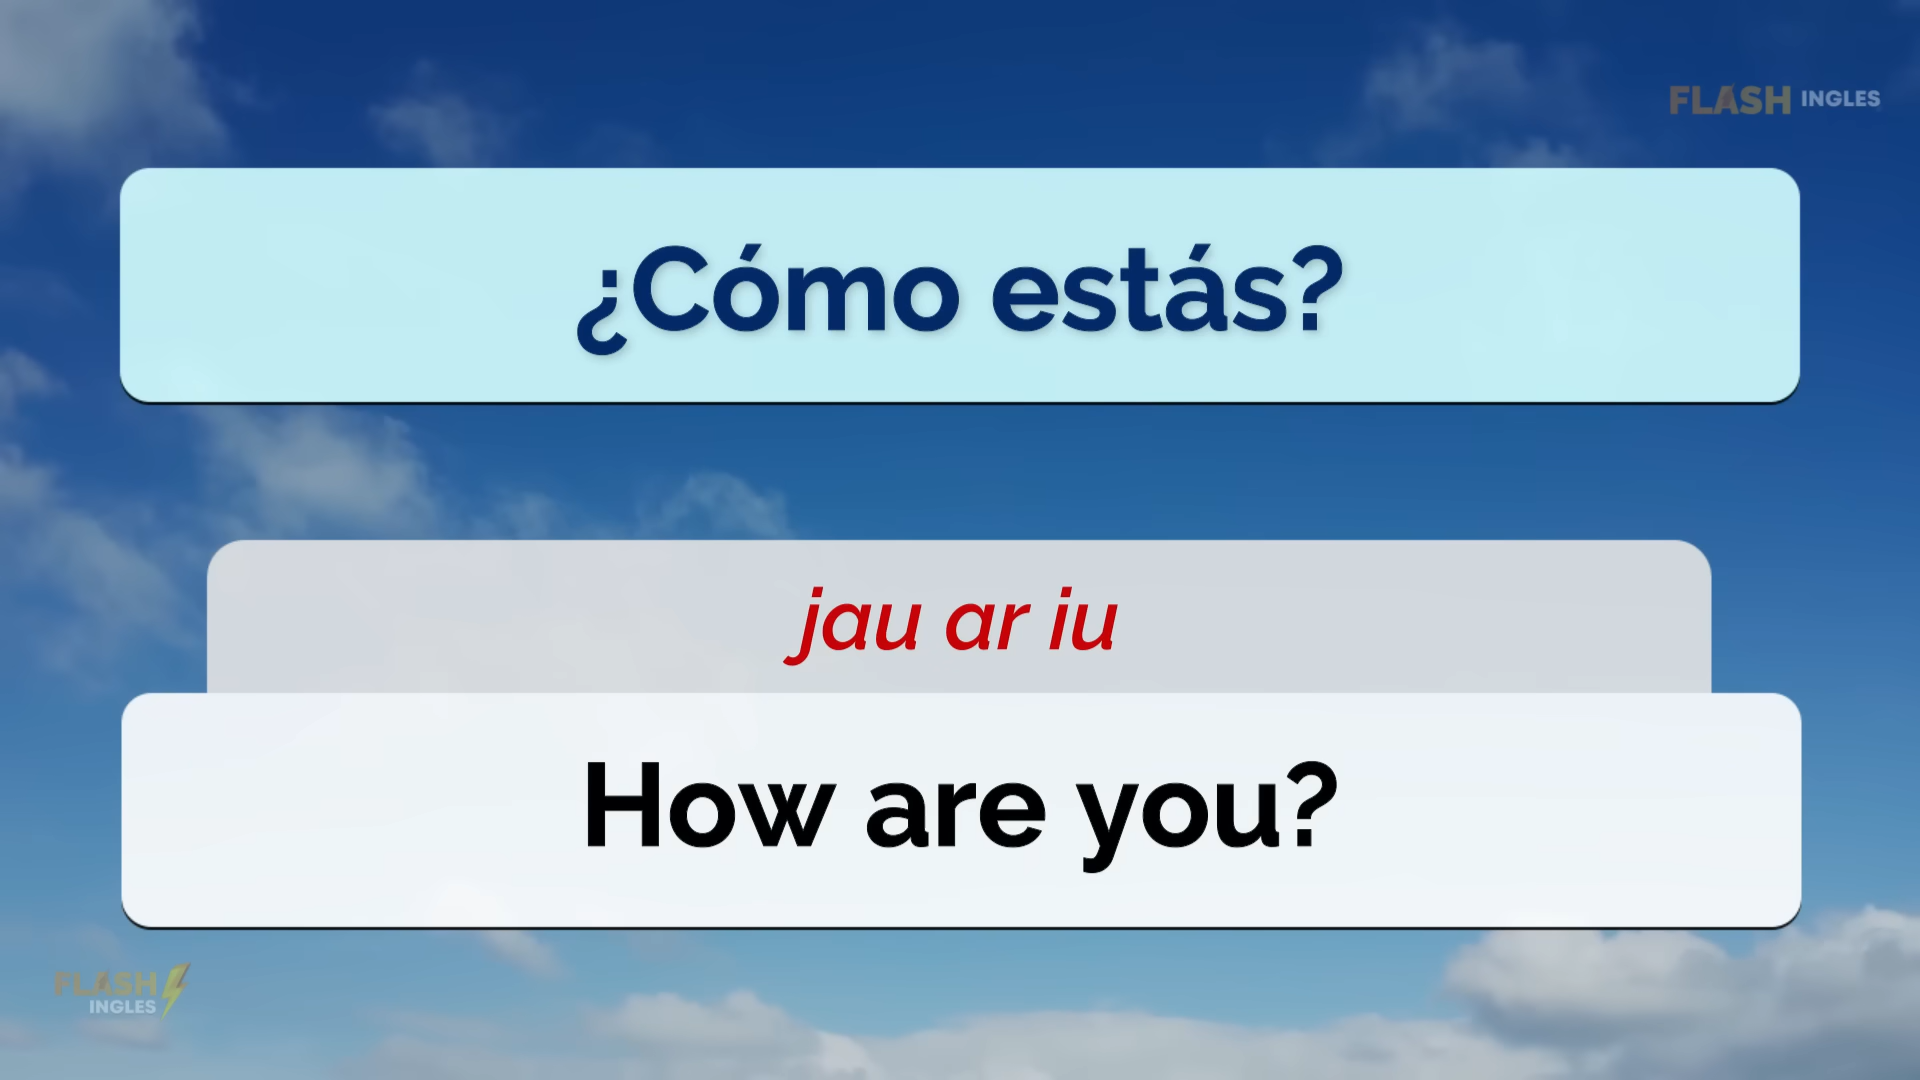 FLASH INGLES
¿Cómo estás?
jau ar iu
How are you?
FLASH
INGLES